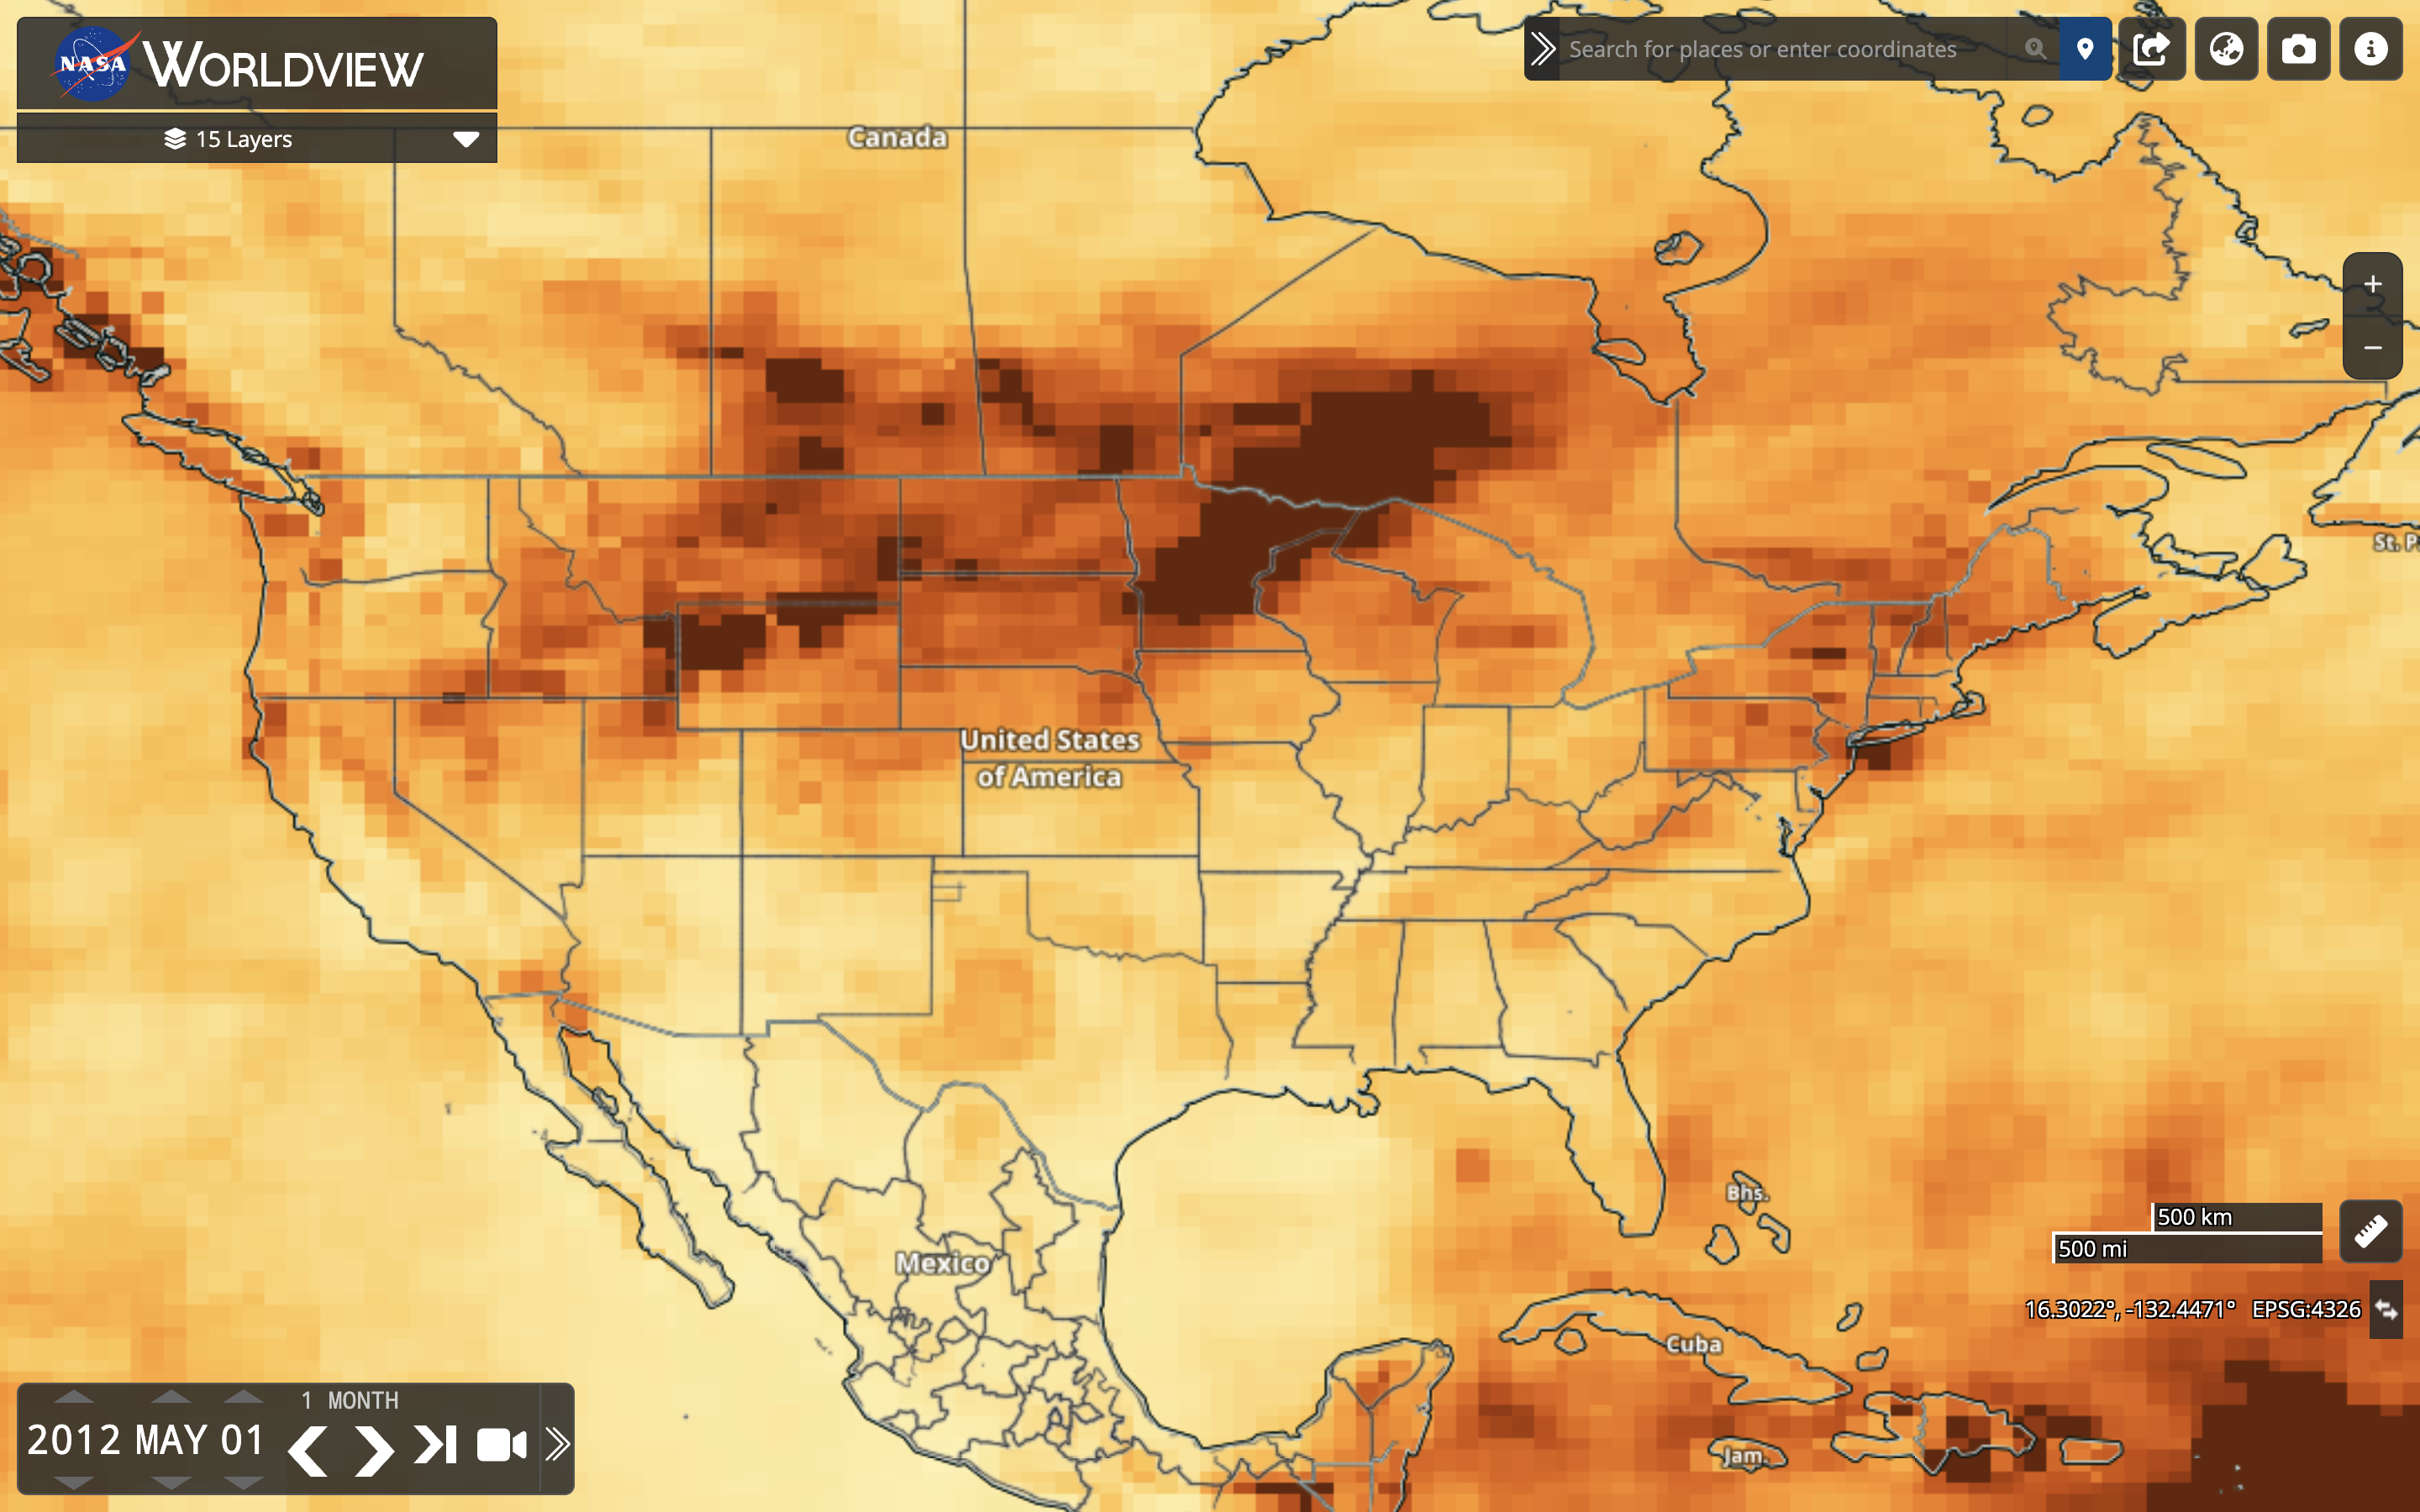 NASA WORLDVIEW
15 Layers
Search for places or enter coordinates
Canada
+
−
St. P
United States
of America
Bhs.
500 km
500 mi
Mexico
16.3022°, -132.4471° EPSG:4326
Cuba
Jam.
1 MONTH
2012 MAY 01